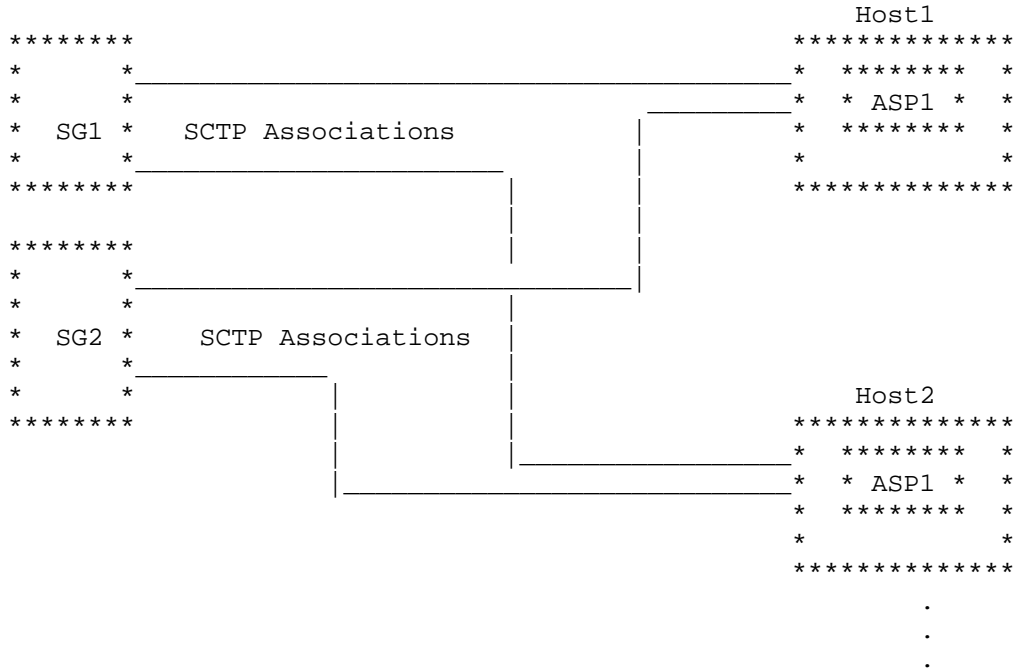 Host1
ASP1
SG1 SCTP Associations
SG2 SCTP Associations
Host2
ASP1